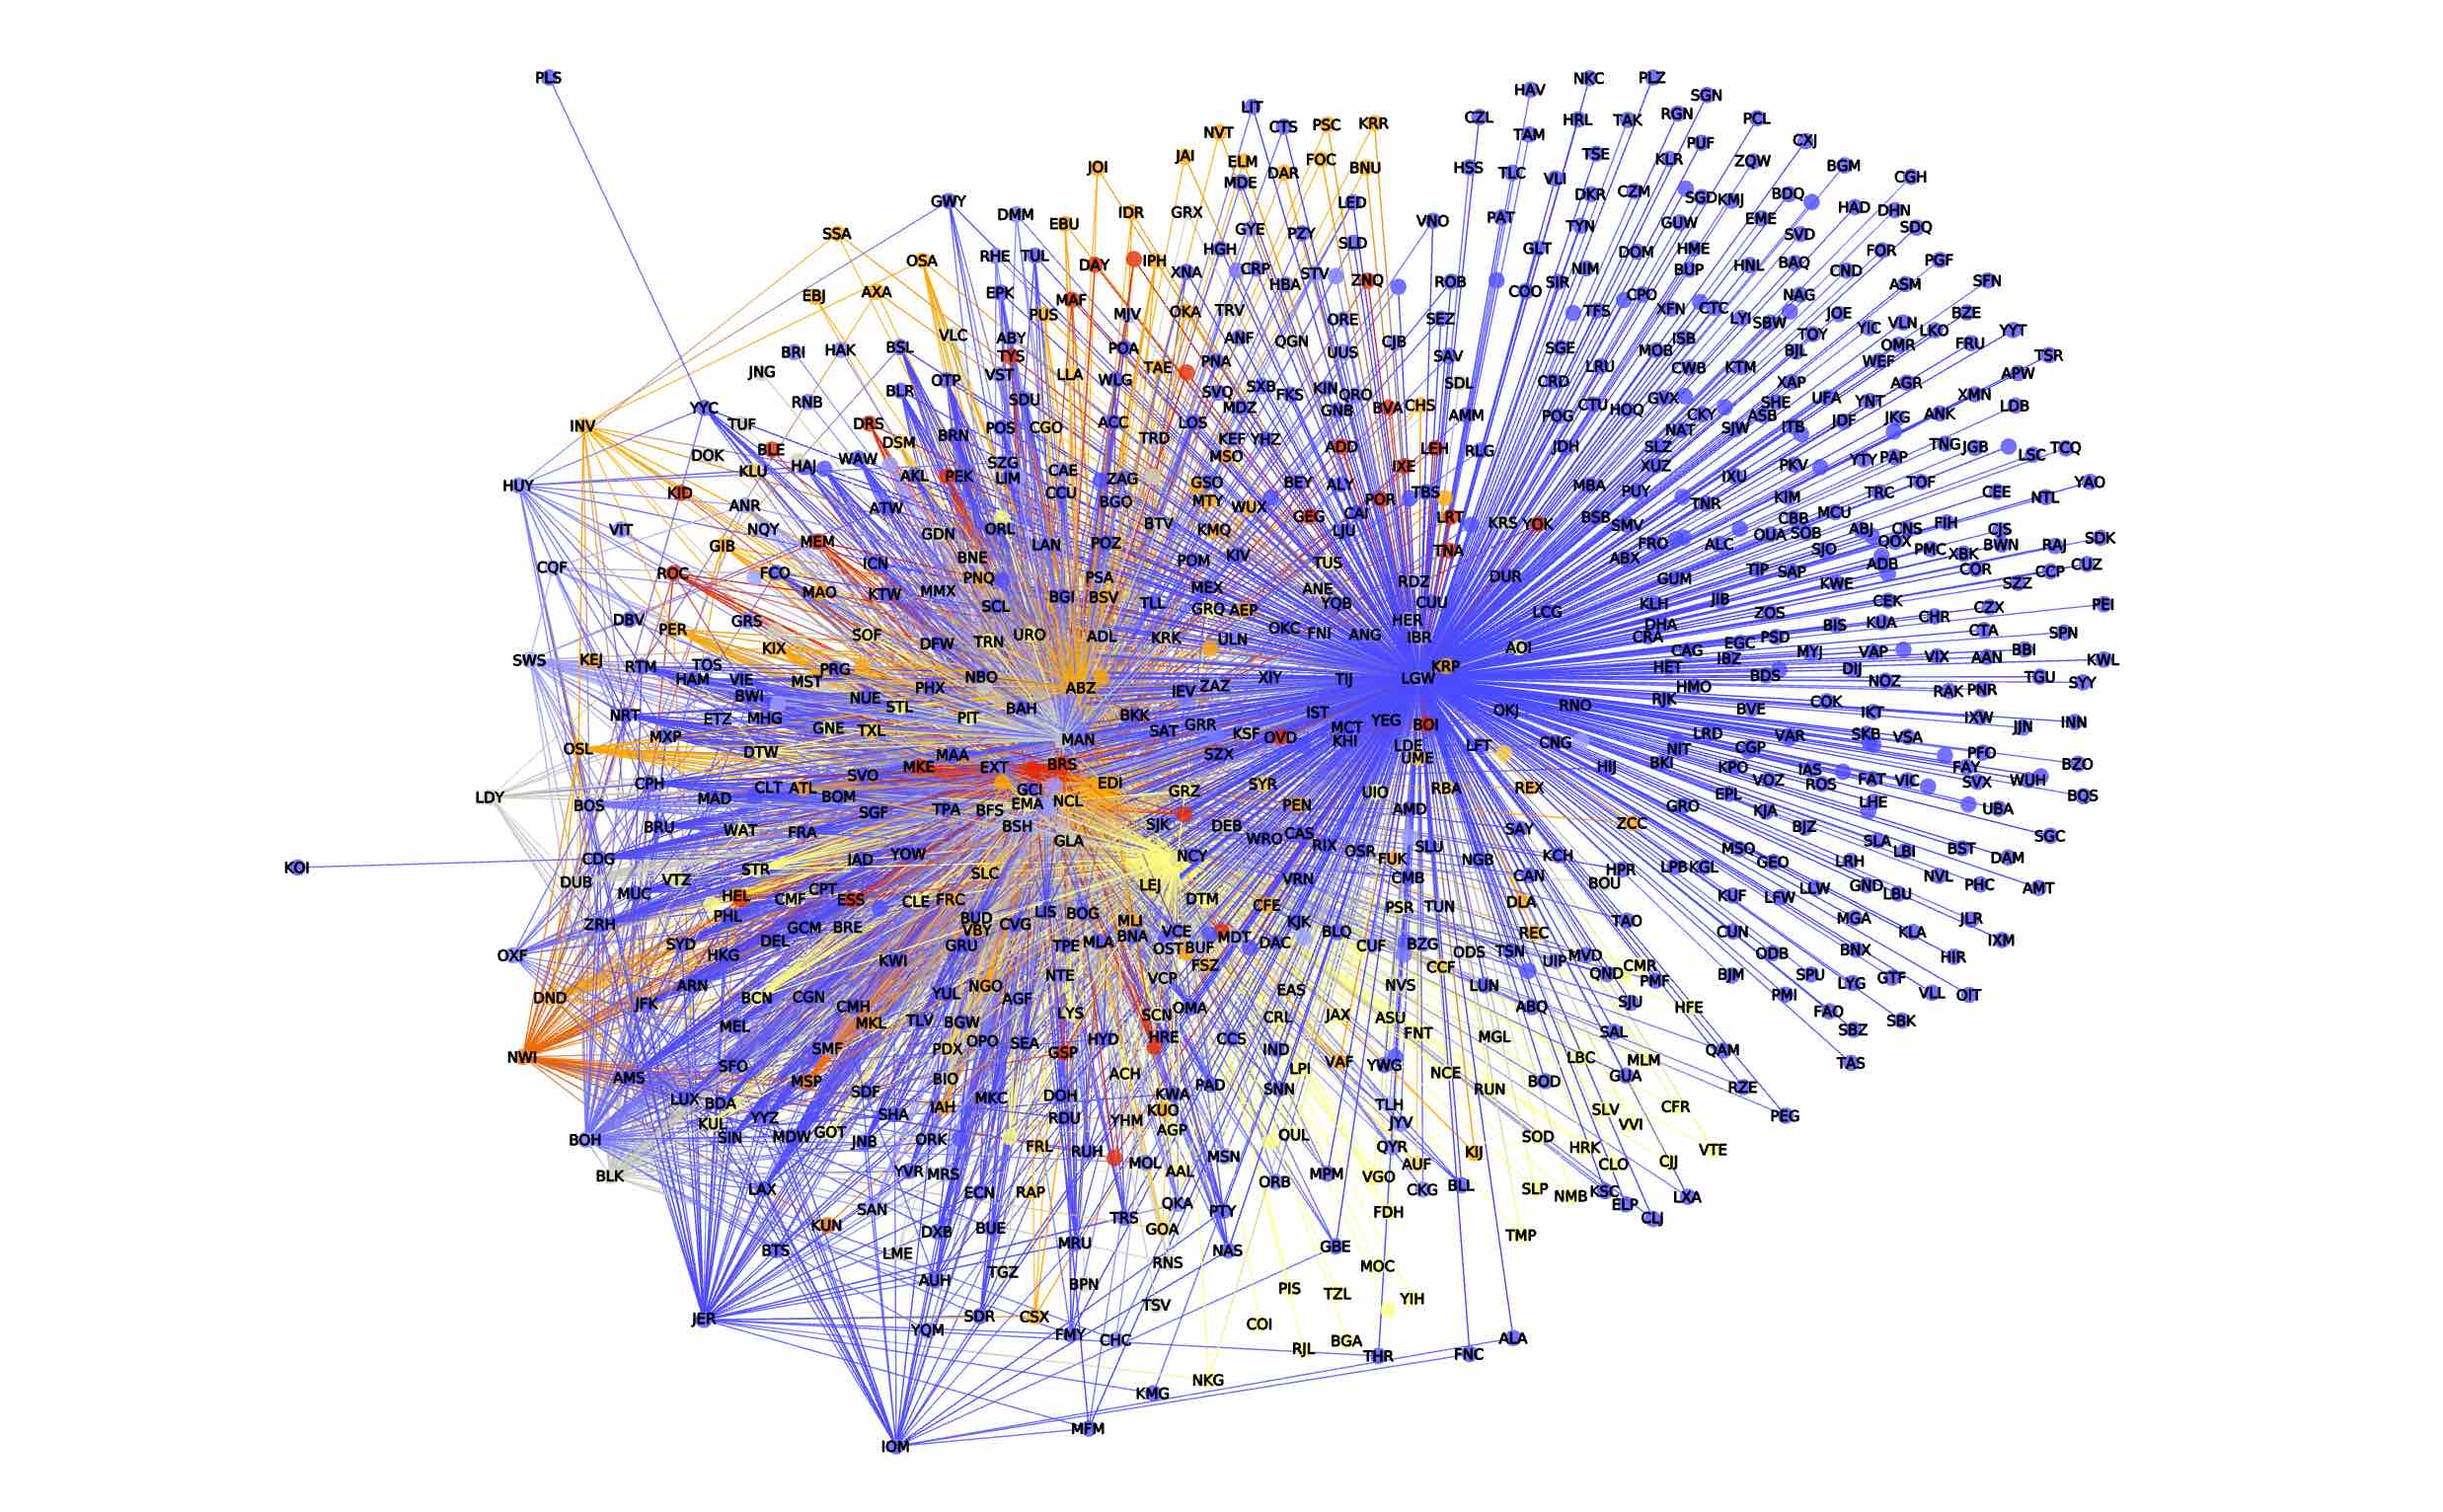 PLS
NKC
PLZ
HAV
SGN
LIT
RGN
CZL
HRL
TAK
PCL
CTS
PSC
KRR
NVT
TAM
CXJ
PUF
TSE
JAI
ELM
FOC
KLR
ZQW
JOI
DAR
BNU
HSS
TLC
BGM
VLI
CGH
MDE
CZM
DKR
BDQ
GWY
LED
SGD
KMJ
HAD
DHN
DMM
IDR
GRX
PAT
EME
EBU
VNO
TYN
GUW
SDQ
GYE
SSA
PZY
SVD
SLD
HGH
GLT
HME
DOM
FOR
RHE
TUL
OSA
IPH
PGF
BAQ
DAY
HNL
CRP
NIM
BUP
XNA
CND
STV
ZNQ
ROB
SIR
SFN
HBA
ASM
AXA
EPK
COO
CPO
NAG
EBJ
MAF
CTC
XFN
TRV
TFS
OKA
JOE
BZE
PUS
MJV
LYI
ORE
SEZ
SBW
VLN
YIC
LKO
YYT
VLC
ABY
ANF
TOY
ISB
QGN
CJB
FRU
OMR
BSL
POA
SGE
HAK
BRI
MOB
BJL
UUS
TSR
TYS
SAV
WEF
PNA
LRU
TAE
CWB
KTM
JNG
VST
LLA
APW
OTP
WLG
CRD
SDL
XAP
AGR
SXB
KIN
BLR
SVQ
FKS
QRO
XMN
GVX
UFA
SDU
RNB
SHE
YNT
CTU
LDB
MDZ
CHS
YYC
BVA
HOQ
GNB
CKY
ANK
AMM
ASB
POG
JKG
JDF
ACC
LOS
DRS
TUF
INV
POS
CGO
SJW
ITB
NAT
BRN
TRD
KEF
YHZ
DSM
TNG
JGB
JDH
ADD
SLZ
LEH
TCQ
BLE
RLG
LSC
DOK
WAW
MSO
PAP
YTY
SZG
HAJ
PKV
XUZ
IXE
KLU
CAE
AKL
PEK
LIM
ZAG
IXU
GSO
BEY
ALY
TOF
YAO
HUY
MBA
PUY
TRC
CEE
KID
CCU
TBS
KIM
NTL
POR
BGO
MTY
TNR
ANR
WUX
ATW
CAI
MCU
GEG
LRT
BSB
CBB
KRS
YOK
FIH
BTV
SMV
VIT
NQY
ORL
KMQ
LJU
ABJ
CNS
CJS
GDN
OUA
SOB
SDK
MEM
QOX
LAN
POZ
FRO
ALC
GIB
RAJ
BWN
SJO
PMC
TNA
XBK
KIV
BNE
ABX
POM
TUS
ICN
ADB
CUZ
CQF
TIP
COR
SAP
CCP
ROC
FCO
PNQ
PSA
DUR
GUM
RDZ
KWE
SZZ
MEX
ANE
MAO
KTW
MMX
BGI
BSV
JIB
CEK
TLL
YQB
CUU
KLH
PEI
SCL
CZX
GRQ
AEP
LCG
ZOS
CHR
DBV
GRS
HER
KUA
DHA
BIS
PER
OKC
CTA
SPN
FNI
ANG
SOF
URO
ADL
KRK
ULN
IBR
CRA
PSD
EGC
DFW
TRN
KIX
AOI
CAG
MYJ
VAP
BBI
KEJ
SWS
VIX
AAN
IBZ
KWL
RTM
TOS
PRG
KRP
HET
DIJ
HAM
VIE
MST
NBO
XIY
TIJ
LGW
BDS
TGU
NOZ
SYY
BWI
NUE
PHX
ABZ
IEV
ZAZ
HMO
RAK
PNR
RJK
COK
STL
BAH
RNO
OKJ
BVE
NRT
ETZ
MHG
PIT
BKK
IST
IKT
IXW
YEG
BOI
GRR
JJN
INN
GNE
TXL
SAT
MCT
KSF
LRD
MXP
MAN
OVD
SKB
VAR
VSA
KHI
CNG
LDE
LFT
OSL
DTW
CGP
NIT
MAA
SZX
UME
PFO
MKE
EXT
BRS
HIJ
BKI
BZO
KPO
IAS
FAY
SVO
CPH
VOZ
FAT
VIC
WUH
SVX
ROS
EDI
SYR
CLT
ATL
GCI
GRZ
UIO
RBA
REX
LDY
MAD
BOM
EPL
BQS
EMA
NCL
BOS
PEN
GRO
LHE
UBA
TPA
BFS
AMD
KJA
SGF
ZCC
SJK
BSH
DEB
BRU
WAT
FRA
BJZ
SAY
CAS
SGC
WRO
GLA
SLA
RIX
SLU
MSQ
LBI
BST
OSR
YOW
NCY
KCH
DAM
CDG
IAD
FUK
NGB
GEO
LRH
KOI
STR
HPR
LPB
KGL
SLC
CAN
NVL
CMB
VRN
DUB
VTZ
LEJ
BOU
PHC
AMT
GND
MUC
CPT
LLW
LBU
HEL
CMF
ESS
CLE
FRC
DTM
KUF
LFW
DLA
CFE
PSR
TUN
LIS
BOG
PHL
BUD
MLI
KJK
TAO
MGA
JLR
ZRH
GCM
BRE
VBY
CVG
VCE
BLQ
REC
CUN
KLA
BNA
MDT
DEL
IXM
SYD
GRU
TPE
MLA
OST
BUF
DAC
CUF
BZG
ODS
TSN
ODB
BNX
OXF
HKG
KWI
UIP
MVD
HIR
FSZ
CCF
CMR
NTE
QND
BJM
SPU
VCP
GTF
ARN
NGO
NVS
LUN
PMF
LYG
DND
BCN
CGN
YUL
AGF
EAS
PMI
VLL
OIT
JFK
CMH
SJU
OMA
ABQ
HFE
LYS
SCN
FAO
MKL
TLV
BGW
CRL
JAX
ASU
SBK
MEL
SBZ
FNT
SAL
HYD
HRE
CCS
MGL
OPO
SEA
SMF
PDX
IND
GSP
QAM
NWI
LBC
MLM
VAF
TAS
SFO
YWG
ACH
LPI
NCE
AMS
BIO
GUA
MSP
BOD
PAD
SNN
RUN
RZE
SDF
KWA
LUX
BDA
MKC
DOH
TLH
IAH
CFR
SLV
KUO
SHA
YYZ
RDU
PEG
YHM
JYV
KUL
VVI
AGP
GOT
SIN
MDW
OUL
SOD
BOH
JNB
ORK
FRL
QYR
HRK
RUH
VTE
KIJ
MSN
MOL
CJJ
AUF
CLO
YVR
MRS
AAL
MPM
BLK
VGO
ORB
LAX
ECN
RAP
CKG
BLL
SLP
KSC
NMB
LXA
QKA
ELP
SAN
PTY
FDH
TRS
CLJ
KUN
BUE
GOA
DXB
TMP
MRU
GBE
BTS
NAS
LME
RNS
MOC
TGZ
AUH
BPN
PIS
TZL
YIH
TSV
SDR
CSX
JER
COI
YQM
FMY
CHC
ALA
BGA
RJL
FNC
THR
NKG
KMG
MFM
IOM